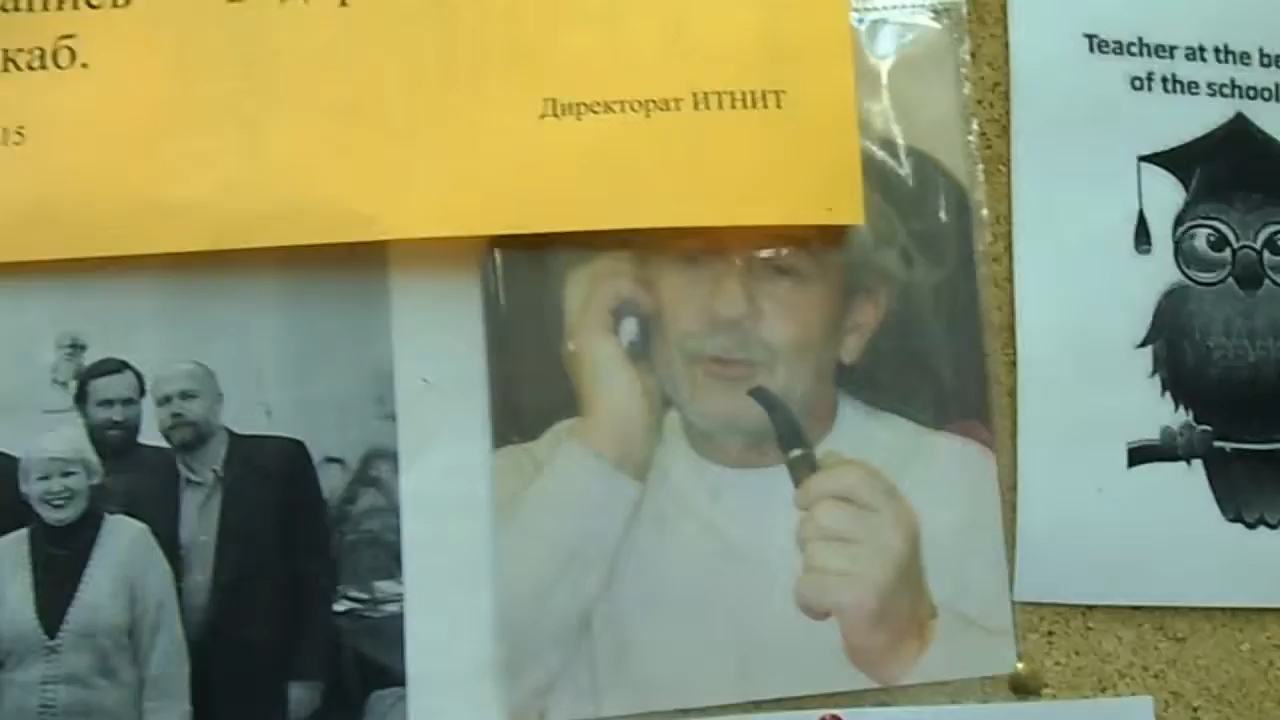 каб.
15
Директорат ИТНИТ
Teacher at the be
of the school